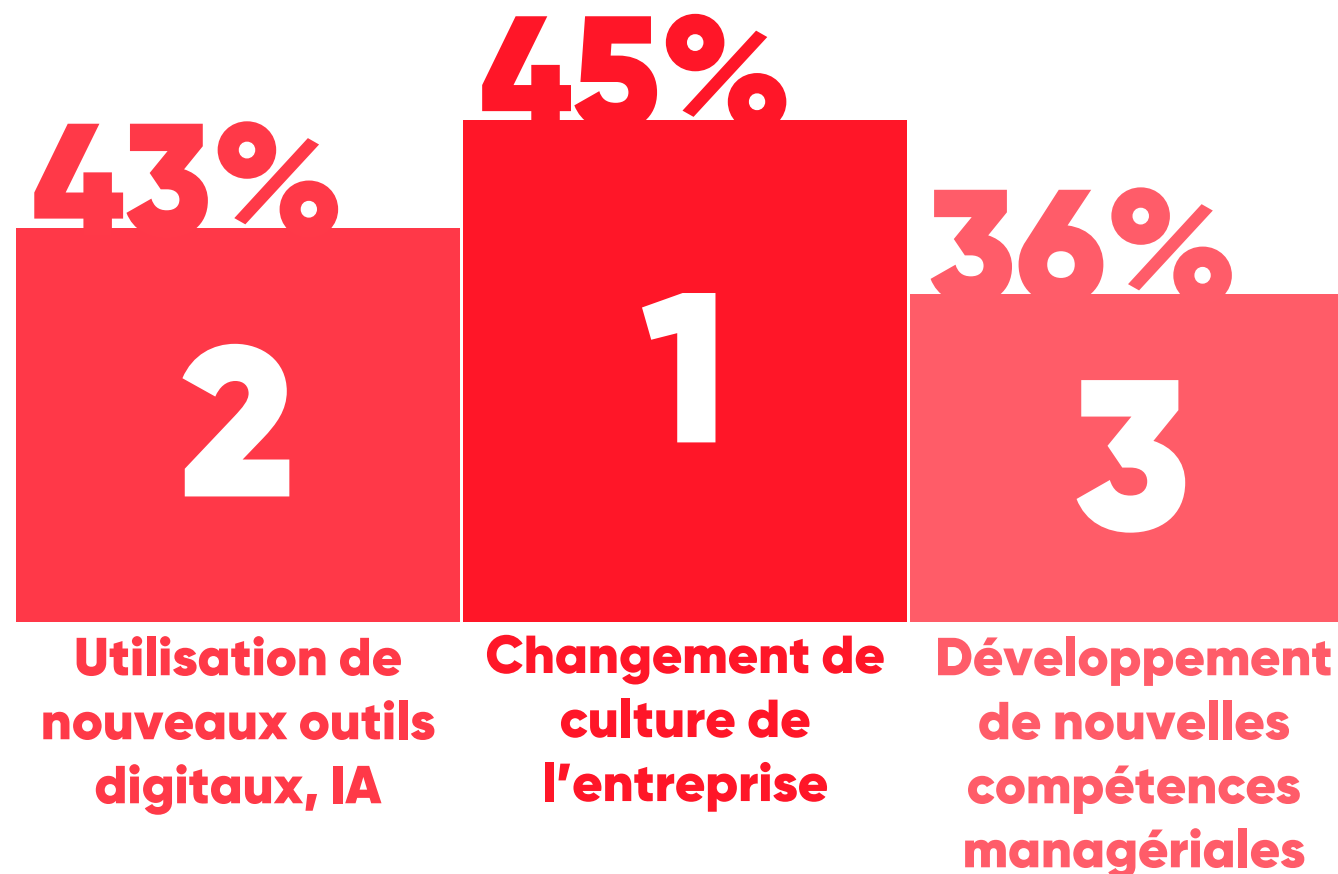 43%
2
Utilisation de
nouveaux outils
digitaux, IA
45%
1
Changement de
culture de
l’entreprise
36%
3
Développement
de nouvelles
compétences
managériales